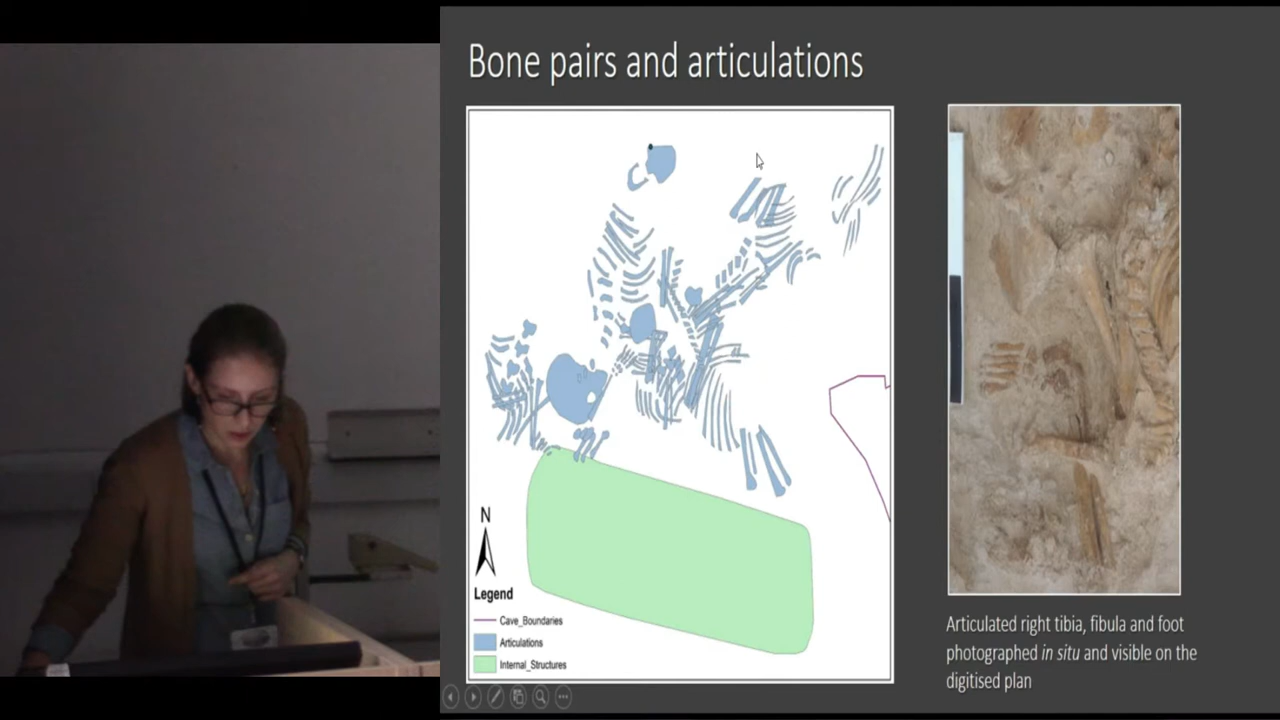 Bone pairs and articulations
N
Legend
Cave_Boundaries
Articulations
Internal_Structures
Articulated right tibia, fibula and foot
photographed in situ and visible on the
digitised plan